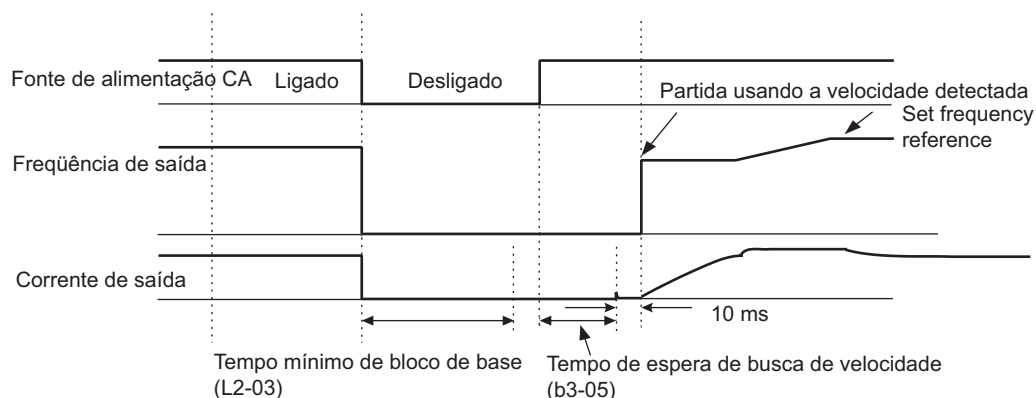 Fonte de alimentação CA
Ligado
Desligado
Partida usando a velocidade detectada
Set frequency
reference
Freqüência de saída
Corrente de saída
10 ms
Tempo mínimo de bloco de base
(L2-03)
Tempo de espera de busca de velocidade
(b3-05)